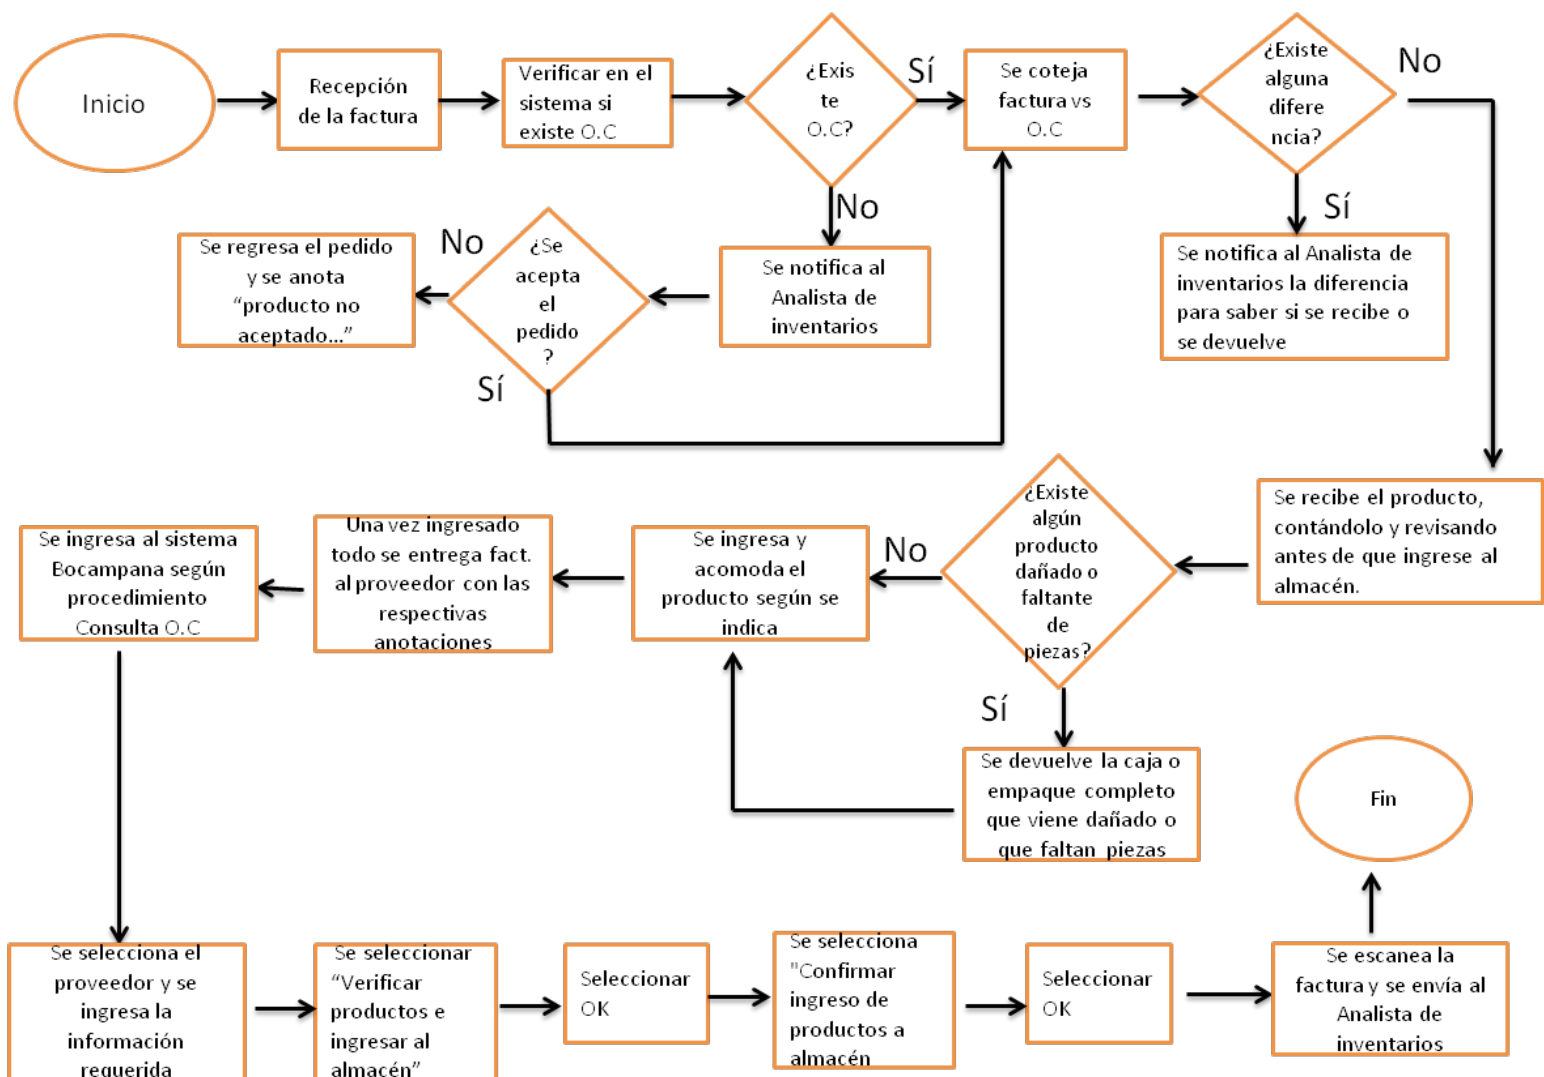 Inicio
Recepción
de la factura
Verificar en el
sistema si
existe O.C
¿Exis
te
O.C?
Sí
Se coteja
factura vs
O.C
¿Existe
alguna
difere
ncia?
No
No
Sí
Se regresa el pedido
y se anota
“producto no
aceptado...”
No
¿Se
acepta
el
pedido
?
Sí
Se notifica al
Analista de
inventarios
Se notifica al Analista de
inventarios la diferencia
para saber si se recibe o
se devuelve
Se ingresa al sistema
Bocampana según
procedimiento
Consulta O.C
Una vez ingresado
todo se entrega fact.
al proveedor con las
respectivas
anotaciones
Se ingresa y
acomoda el
producto según se
indica
No
¿Existe
algún
producto
dañado o
faltante
de
piezas?
Se recibe el producto,
contándolo y revisando
antes de que ingrese al
almacén.
Sí
Se devuelve la caja o
empaque completo
que viene dañado o
que faltan piezas
Fin
Se selecciona el
proveedor y se
ingresa la
información
requerida
Se seleccionar
“Verificar
productos e
ingresar al
almacén”
Seleccionar
OK
Se selecciona
"Confirmar
ingreso de
productos a
almacén
Seleccionar
OK
Se escanea la
factura y se envía al
Analista de
inventarios